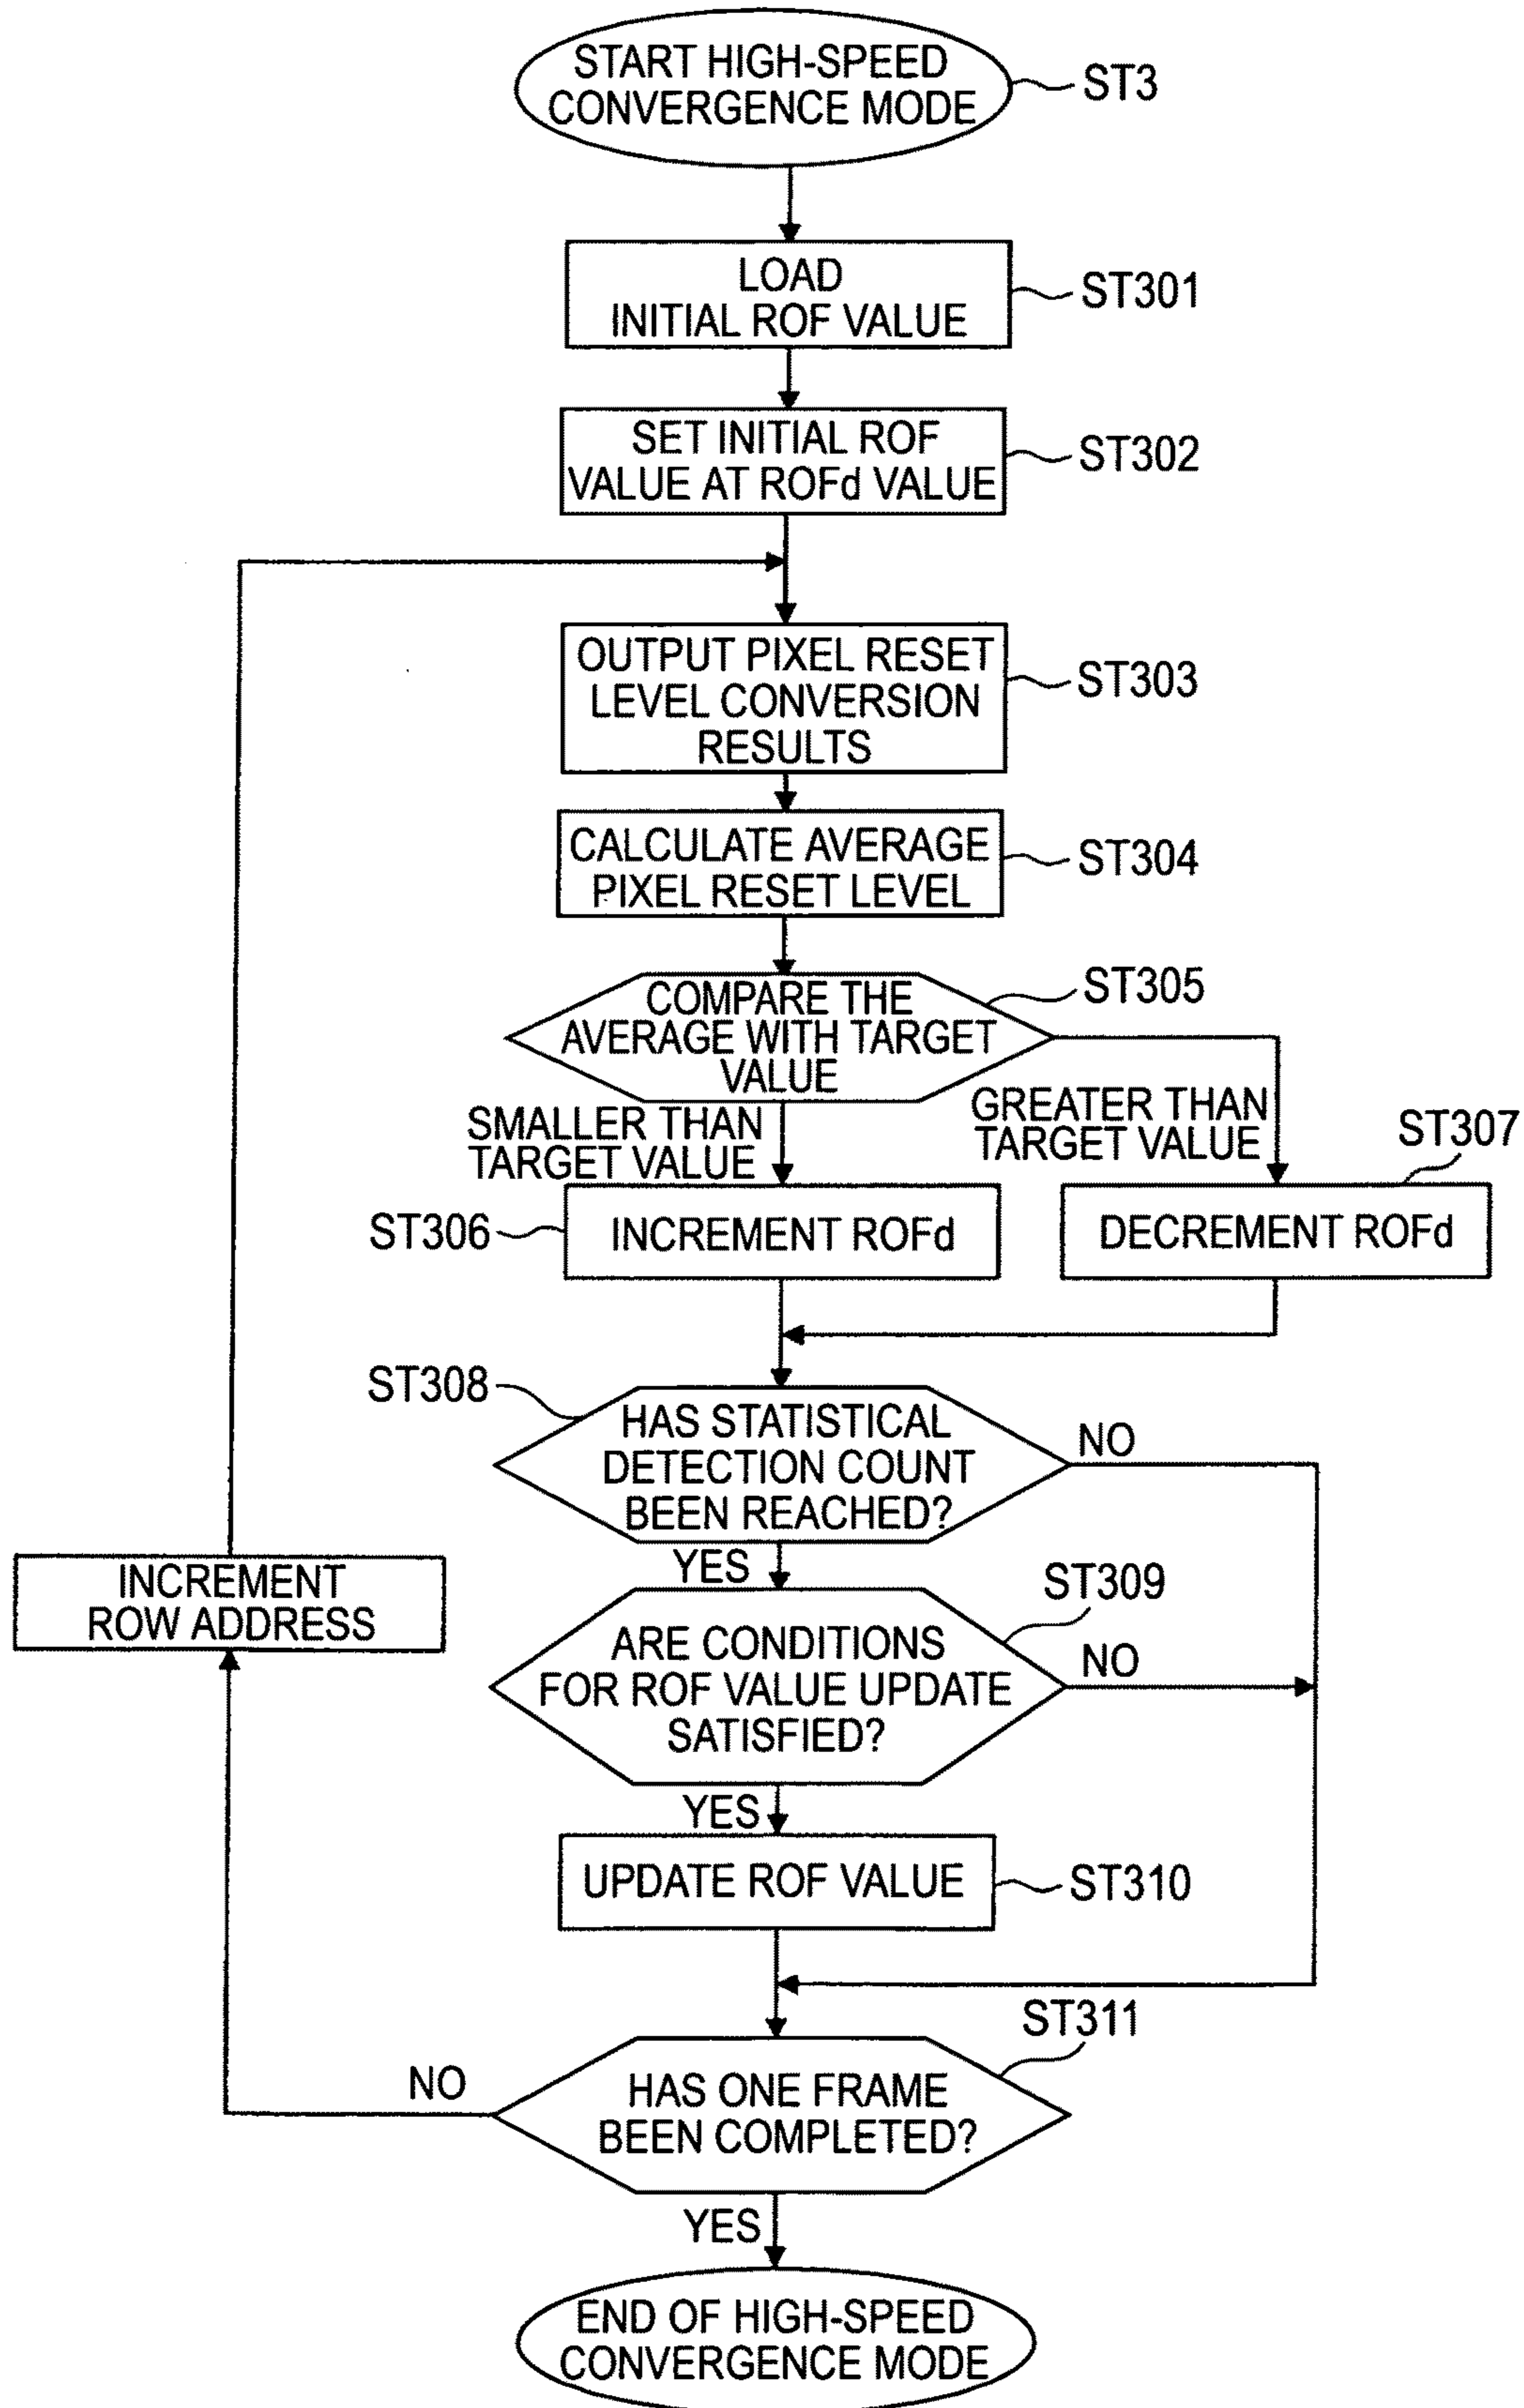 START HIGH-SPEED
CONVERGENCE MODE
ST3
LOAD
INITIAL ROF VALUE
ST301
SET INITIAL ROF
VALUE AT ROFd VALUE
ST302
OUTPUT PIXEL RESET
LEVEL CONVERSION
RESULTS
ST303
CALCULATE AVERAGE
PIXEL RESET LEVEL
ST304
COMPARE THE
AVERAGE WITH TARGET
VALUE
ST305
SMALLER THAN
TARGET VALUE
GREATER THAN
TARGET VALUE
ST307
ST306
INCREMENT ROFd
DECREMENT ROFd
ST308
HAS STATISTICAL
DETECTION COUNT
BEEN REACHED?
NO
YES
INCREMENT
ROW ADDRESS
ST309
ARE CONDITIONS
FOR ROF VALUE UPDATE
SATISFIED?
NO
YES
UPDATE ROF VALUE
ST310
ST311
NO
HAS ONE FRAME
BEEN COMPLETED?
YES
END OF HIGH-SPEED
CONVERGENCE MODE